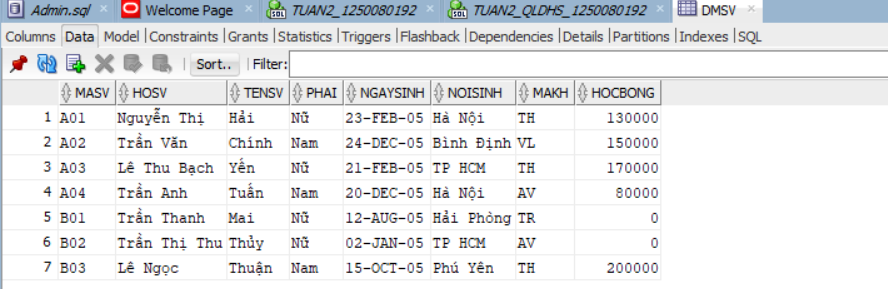 Admin.sql Welcome Page TUAN2_1250080192 TUAN2_QLDHS_1250080192 DMSV
Columns Data Model Constraints Grants Statistics Triggers Flashback Dependencies Details Partitions Indexes SQL
Sort.. Filter:
MASV HOSV TENSV PHAI NGAYSINH NOISINH MAKH HOCBONG
1 A01 Nguyễn Thị Hải Nữ 23-FEB-05 Hà Nội TH 130000
2 A02 Trần Văn Chính Nam 24-DEC-05 Bình Định VL 150000
3 A03 Lê Thu Bạch Yến Nữ 21-FEB-05 TP HCM TH 170000
4 A04 Trần Anh Tuấn Nam 20-DEC-05 Hà Nội AV 80000
5 B01 Trần Thanh Mai Nữ 12-AUG-05 Hải Phòng TR 0
6 B02 Trần Thị Thu Thủy Nữ 02-JAN-05 TP HCM AV 0
7 B03 Lê Ngọc Thuận Nam 15-OCT-05 Phú Yên TH 200000